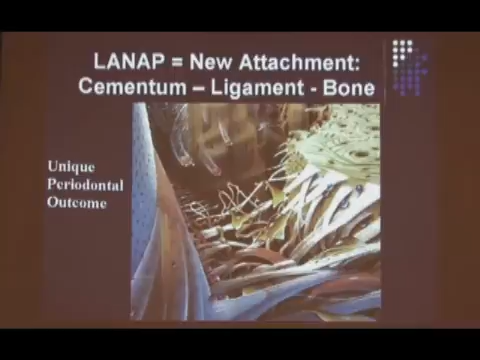 LANAP = New Attachment:
Cementum – Ligament - Bone
Unique
Periodontal
Outcome